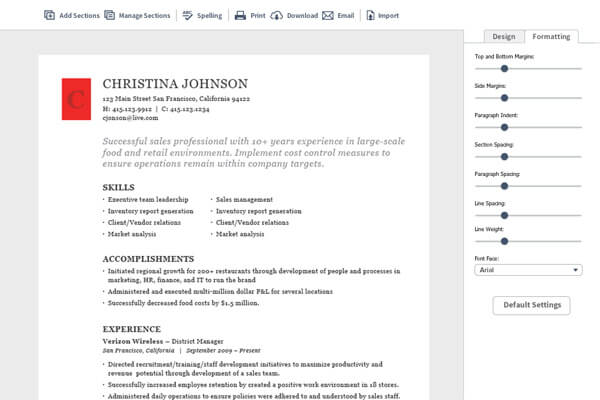 Add Sections Manage Sections Spelling Print Download Email Import
Design Formatting
C
CHRISTINA JOHNSON
123 Main Street San Francisco, California 94122
H: 415.123.9912 | C: 415.123.1234
cjonson@live.com
Successful sales professional with 10+ years experience in large-scale
food and retail environments. Implement cost control measures to
ensure operations remain within company targets.
SKILLS
• Executive team leadership • Sales management
• Inventory report generation • Inventory report generation
• Client/Vendor relations • Client/Vendor relations
• Market analysis • Market analysis
ACCOMPLISHMENTS
• Initiated regional growth for 200+ restaurants through development of people and processes in
marketing, HR, finance, and IT to run the brand
• Administered and executed multi-million dollar P&L for several locations
• Successfully decreased food costs by $1.5 million.
EXPERIENCE
Verizon Wireless – District Manager
San Francisco, California | September 2009 – Present
• Directed recruitment/training/staff development initiatives to maximize productivity and
revenue potential through development of a sales team.
• Successfully increased employee retention by created a positive work environment in 18 stores.
• Administered daily operations to ensure policies were adhered to and understood by sales staff.
Top and Bottom Margins:
Side Margins:
Paragraph Indent:
Section Spacing:
Paragraph Spacing:
Line Spacing:
Line Weight:
Font Face:
Arial
Default Settings